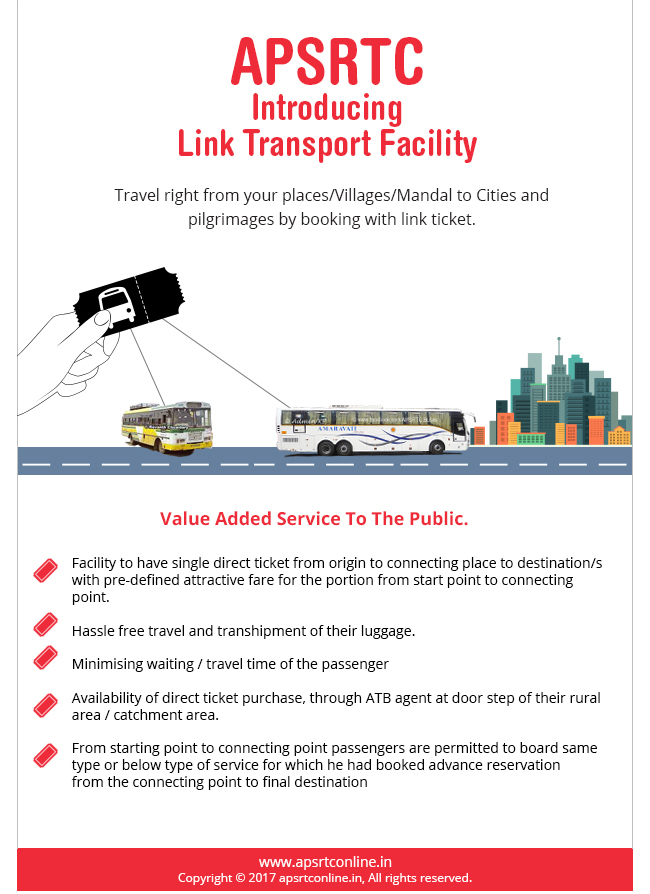 APSRTC
Introducing
Link Transport Facility
Travel right from your places/Villages/Mandal to Cities and
pilgrimages by booking with link ticket.
AMARAVATI
Value Added Service To The Public.
Facility to have single direct ticket from origin to connecting place to destination/s
with pre-defined attractive fare for the portion from start point to connecting
point.
Hassle free travel and transhipment of their luggage.
Minimising waiting / travel time of the passenger
Availability of direct ticket purchase, through ATB agent at door step of their rural
area / catchment area.
From starting point to connecting point passengers are permitted to board same
type or below type of service for which he had booked advance reservation
from the connecting point to final destination
www.apsrtconline.in
Copyright © 2017 apsrtconline.in, All rights reserved.